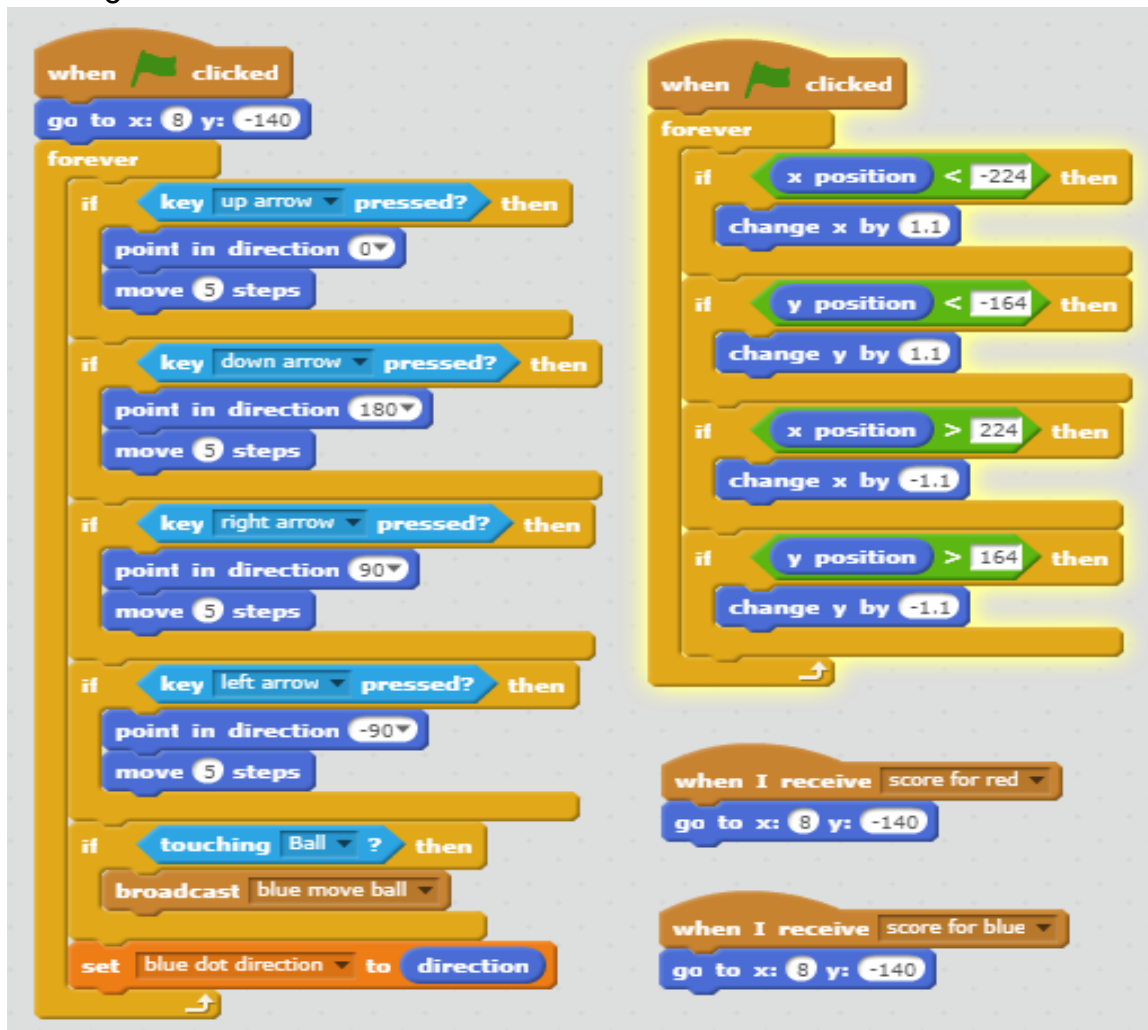 when clicked
go to x: 8 y: -140
forever
if key up arrow pressed? then
point in direction 0
move 5 steps
if key down arrow pressed? then
point in direction 180
move 5 steps
if key right arrow pressed? then
point in direction 90
move 5 steps
if key left arrow pressed? then
point in direction -90
move 5 steps
if touching Ball ? then
broadcast blue move ball
set blue dot direction to direction
when clicked
forever
if x position < -224 then
change x by 1.1
if y position < -164 then
change y by 1.1
if x position > 224 then
change x by -1.1
if y position > 164 then
change y by -1.1
when I receive score for red
go to x: 8 y: -140
when I receive score for blue
go to x: 8 y: -140